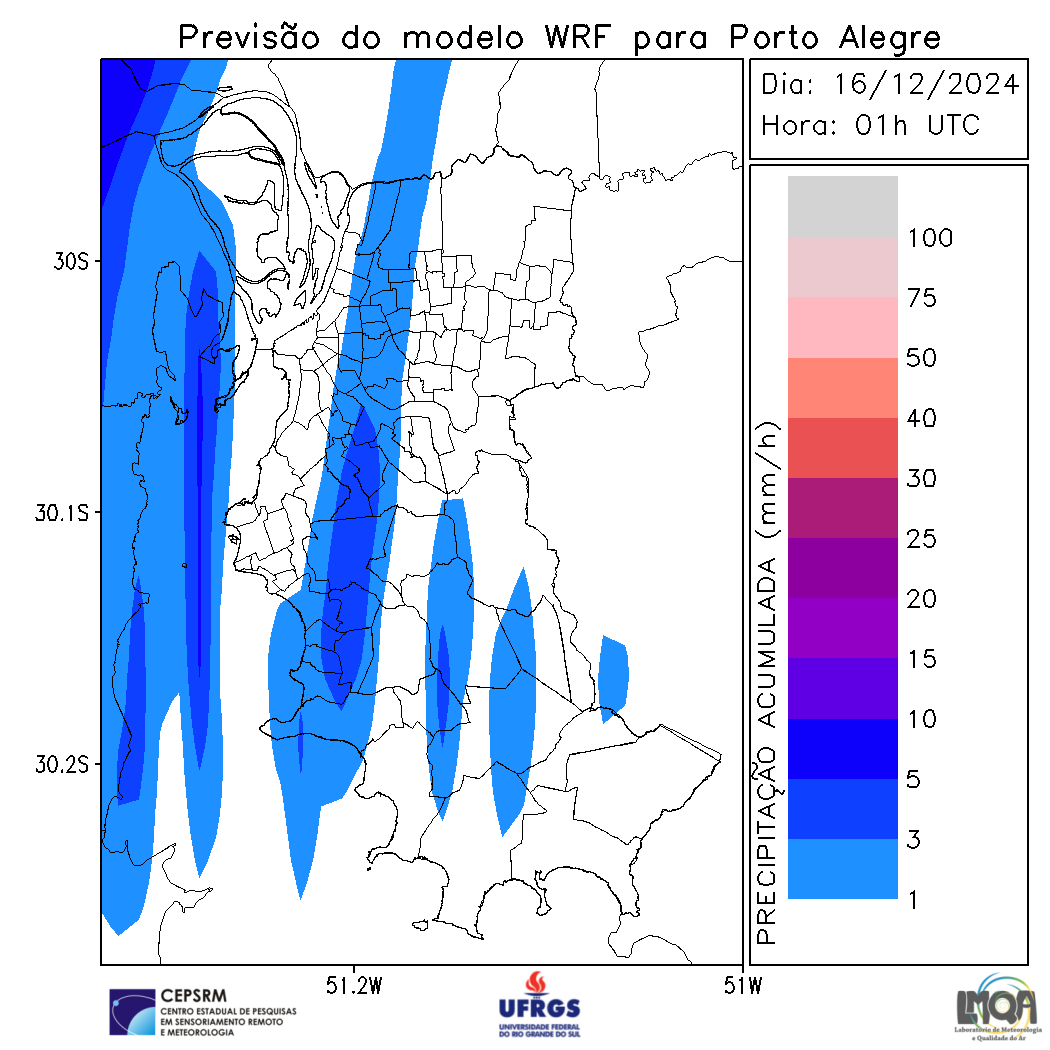 Previsão do modelo WRF para Porto Alegre
Dia: 16/12/2024
Hora: 01h UTC
30S
30.1S
30.2S
51.2W
51W
PRECIPITAÇÃO ACUMULADA (mm/h)
100
75
50
40
30
25
20
15
10
5
3
1
CEPSRM
CENTRO ESTADUAL DE PESQUISAS
EM SENSORIAMENTO REMOTO
E METEOROLOGIA
UFRGS
UNIVERSIDADE FEDERAL
DO RIO GRANDE DO SUL
LMQA
Laboratório de Meteorologia
e Qualidade do Ar